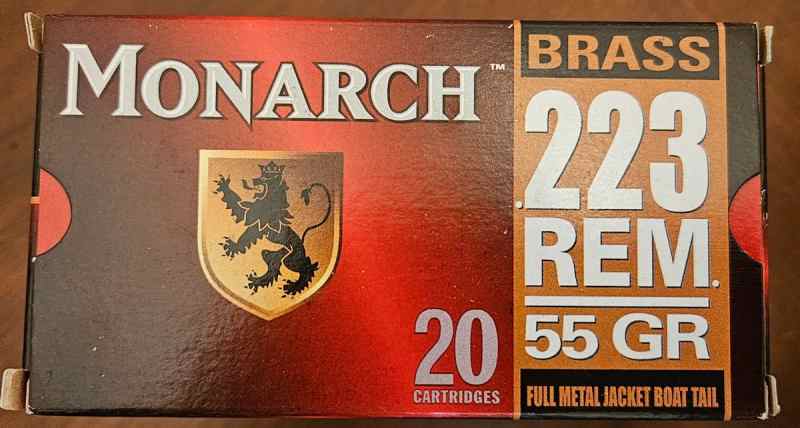 MONARCH™
BRASS
.223
REM.
55 GR
20
CARTRIDGES
FULL METAL JACKET BOAT TAIL